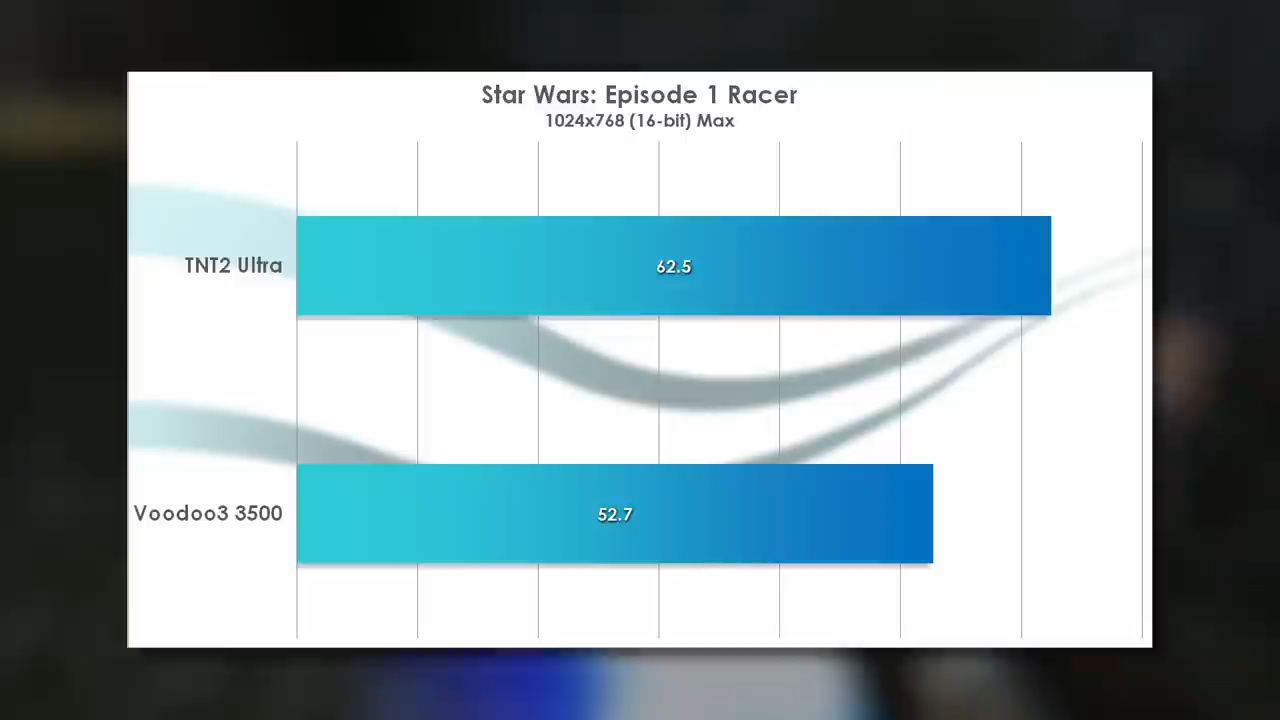 Star Wars: Episode 1 Racer
1024x768 (16-bit) Max
TNT2 Ultra
62.5
Voodoo3 3500
52.7